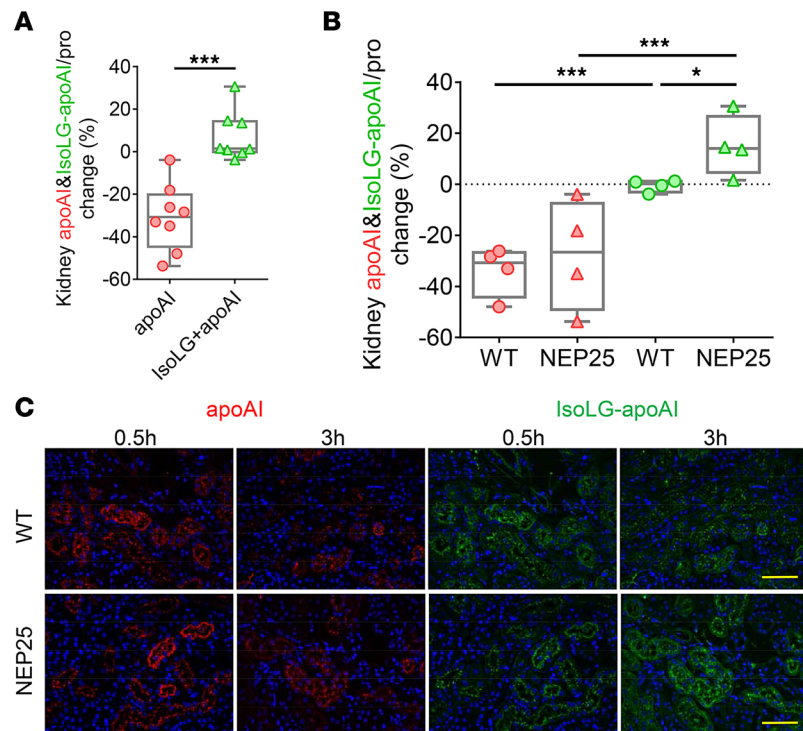 A
Kidney apoAI&IsoLG-apoAI/pro
change (%)
***
40
20
0
-20
-40
-60
apoAI
IsoLG+apoAI
B
Kidney apoAI&IsoLG-apoAI/pro
change (%)
***
***
*
40
20
0
-20
-40
-60
WT NEP25 WT NEP25
C
apoAI IsoLG-apoAI
0.5h 3h 0.5h 3h
WT
NEP25